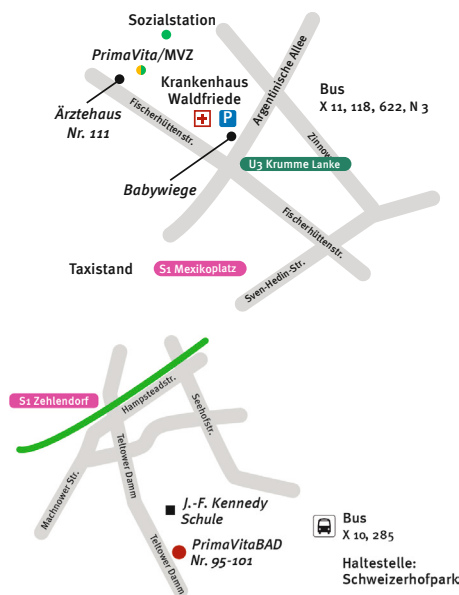 Sozialstation
PrimaVita/MVZ
Krankenhaus
Waldfriede
P
Ärztehaus
Nr. 111
Fischerhüttenstr.
Argentinische Allee
Bus
X 11, 118, 622, N 3
Babywiege
U3 Krumme Lanke
Fischerhüttenstr.
Taxistand
S1 Mexikoplatz
Sven-Hedin-Str.
S1 Zehlendorf
Hampsteadstr.
Seehofstr.
Machnower Str.
Teltower Damm
J.-F. Kennedy
Schule
PrimaVitaBAD
Nr. 95-101
Teltower Damm
Bus
X 10, 285
Haltestelle:
Schweizerhofpark